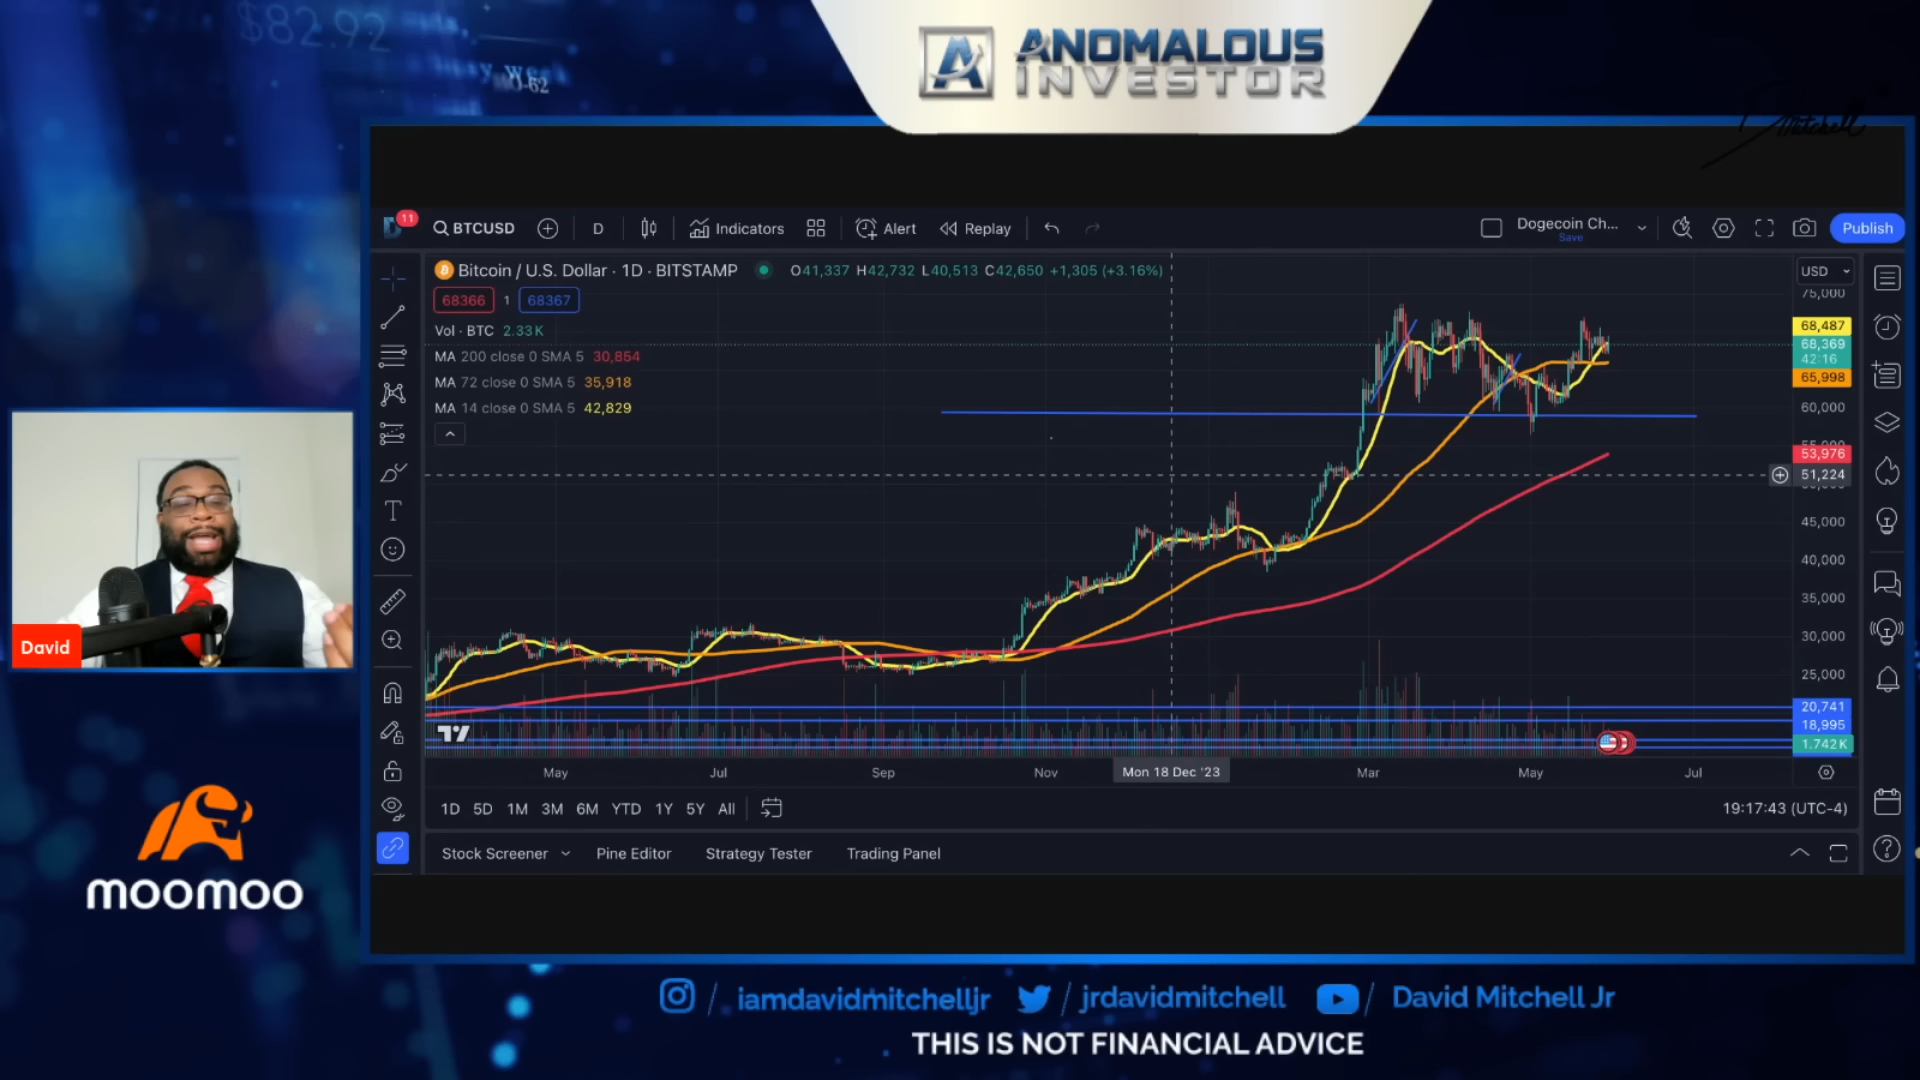 $82.92
ANOMALOUS
INVESTOR
Mitchell
11
BTCUSD
D
Indicators
Alert
Replay
Dogecoin Ch...
Save
Publish
Bitcoin / U.S. Dollar · 1D · BITSTAMP
O41,337 H42,732 L40,513 C42,650 +1,305 (+3.16%)
USD
68366
1
68367
Vol · BTC 2.33K
MA 200 close 0 SMA 5 30,854
MA 72 close 0 SMA 5 35,918
MA 14 close 0 SMA 5 42,829
75,000
68,487
68,369
42:16
65,998
60,000
55,000
53,976
51,224
45,000
40,000
35,000
30,000
25,000
20,741
18,995
1.742K
May
Jul
Sep
Nov
Mon 18 Dec '23
Mar
May
Jul
1D 5D 1M 3M 6M YTD 1Y 5Y All
19:17:43 (UTC-4)
Stock Screener
Pine Editor
Strategy Tester
Trading Panel
David
moomoo
/ iamdavidmitchelljr
/ jrdavidmitchell
/ David Mitchell Jr
THIS IS NOT FINANCIAL ADVICE